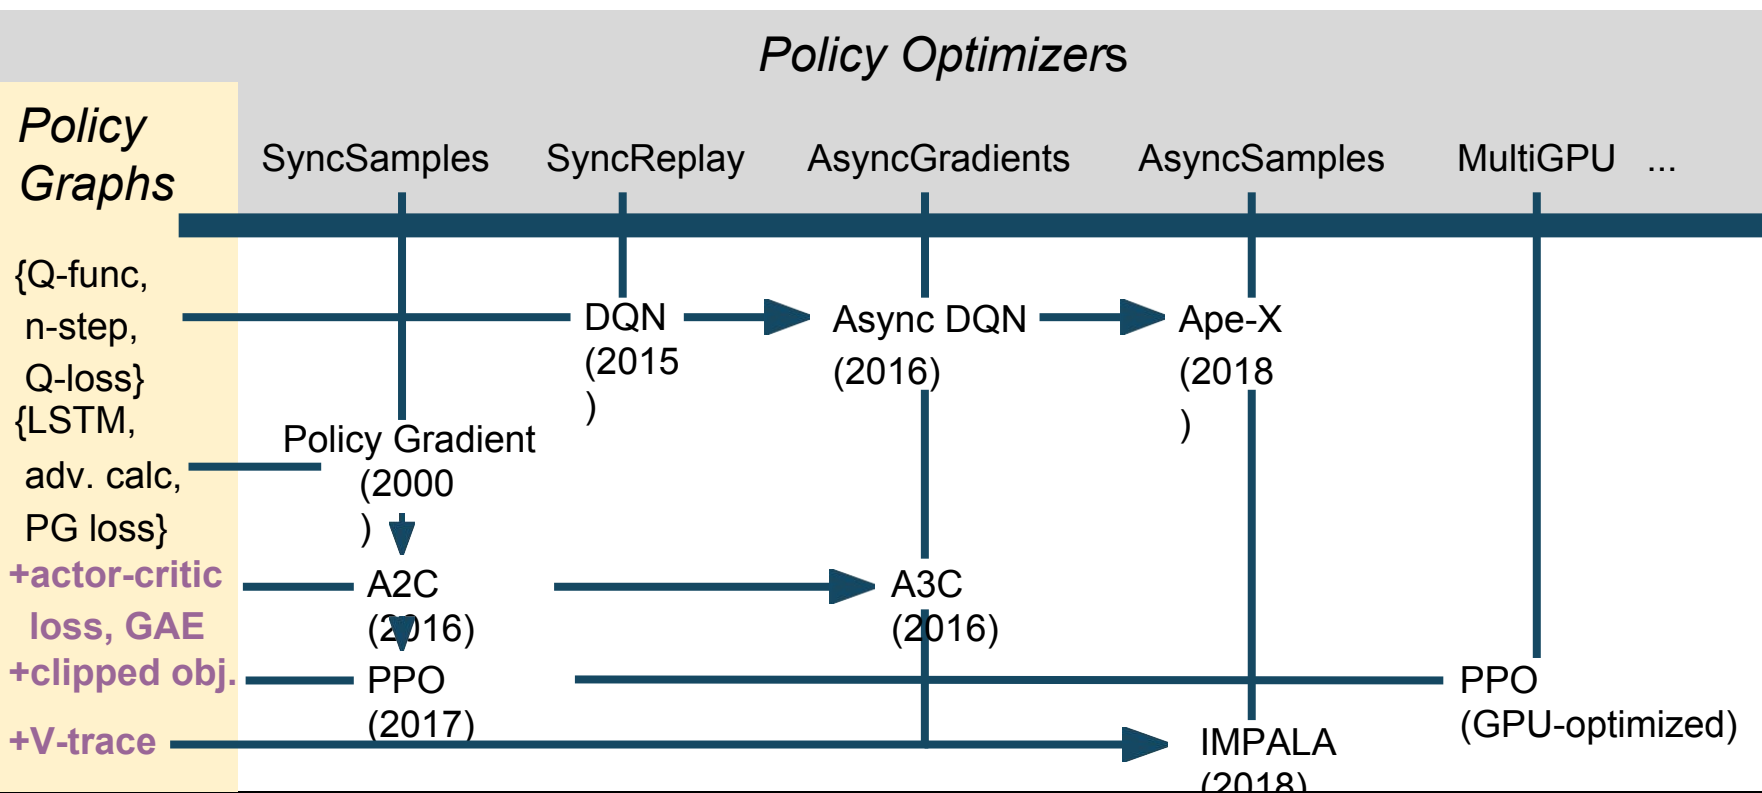 Policy Optimizers
Policy
Graphs
SyncSamples SyncReplay AsyncGradients AsyncSamples MultiGPU ...
{Q-func,
n-step,
Q-loss}
DQN
(2015
)
Async DQN
(2016)
Ape-X
(2018
)
{LSTM,
adv. calc,
PG loss}
Policy Gradient
(2000
)
+actor-critic
loss, GAE
A2C
(2016)
A3C
(2016)
+clipped obj.
PPO
(2017)
PPO
(GPU-optimized)
+V-trace
IMPALA
(2018)